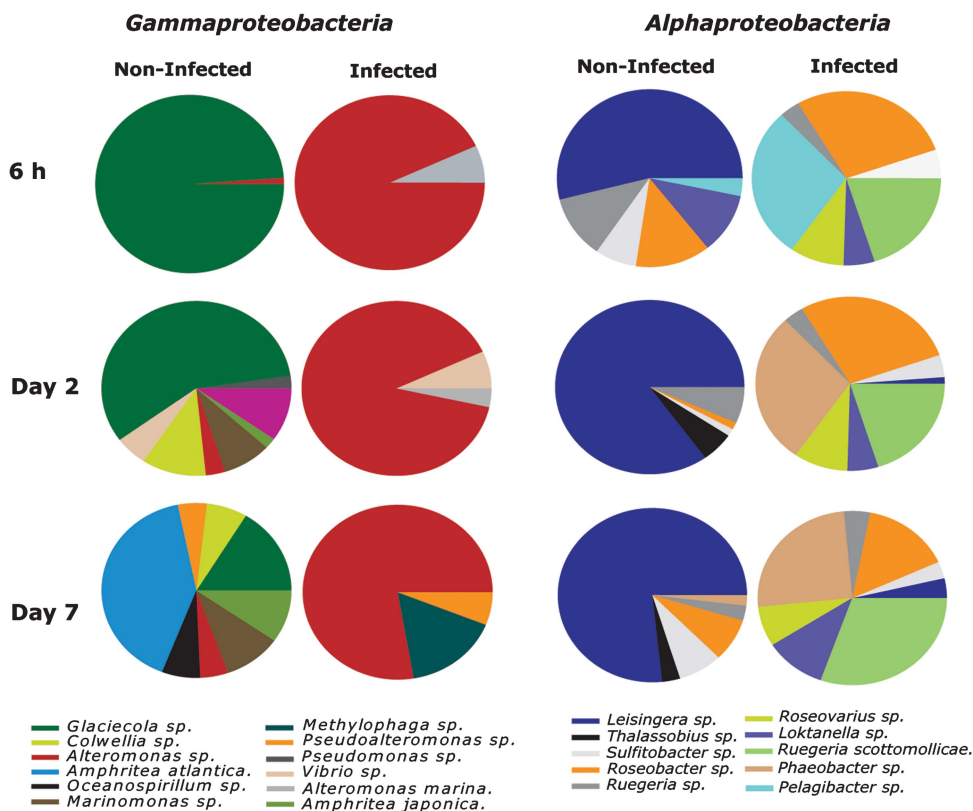 Gammaproteobacteria
Alphaproteobacteria
Non-Infected
Infected
Non-Infected
Infected
6 h
Day 2
Day 7
Glaciecola sp.
Colwellia sp.
Alteromonas sp.
Amphritea atlantica.
Oceanospirillum sp.
Marinomonas sp.
Methylophaga sp.
Pseudoalteromonas sp.
Pseudomonas sp.
Vibrio sp.
Alteromonas marina.
Amphritea japonica.
Leisingera sp.
Thalassobius sp.
Sulfitobacter sp.
Roseobacter sp.
Ruegeria sp.
Roseovarius sp.
Loktanella sp.
Ruegeria scottomollicae.
Phaeobacter sp.
Pelagibacter sp.